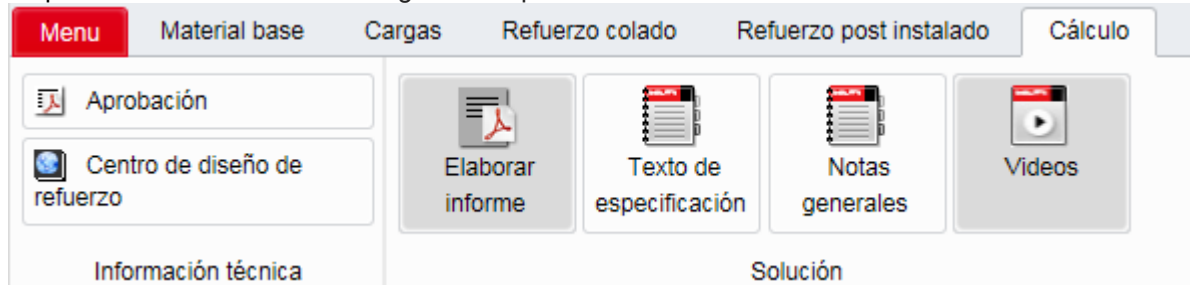 Menu Material base Cargas Refuerzo colado Refuerzo post instalado Cálculo
Aprobación
Centro de diseño de
refuerzo
Elaborar
informe
Texto de
especificación
Notas
generales
Videos
Información técnica
Solución